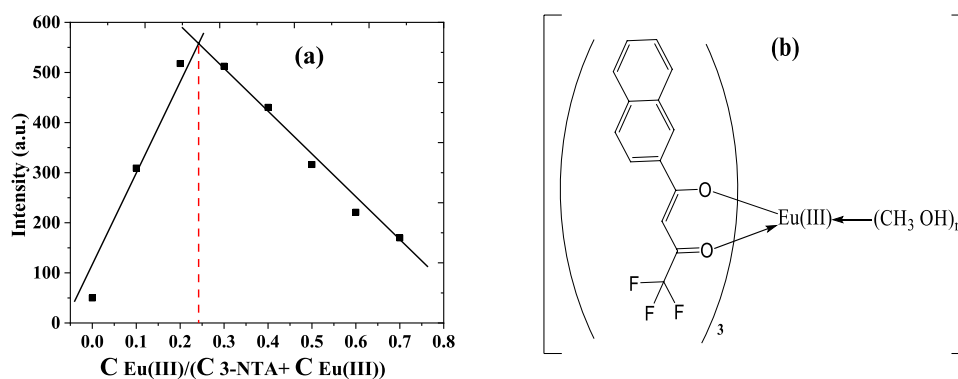 600
500
400
300
200
100
0
Intensity (a.u.)
(a)
0.0 0.1 0.2 0.3 0.4 0.5 0.6 0.7 0.8
C Eu(III)/(C 3-NTA+ C Eu(III))
(b)
O
O
Eu(III)
(CH3 OH)
F
F
F
3